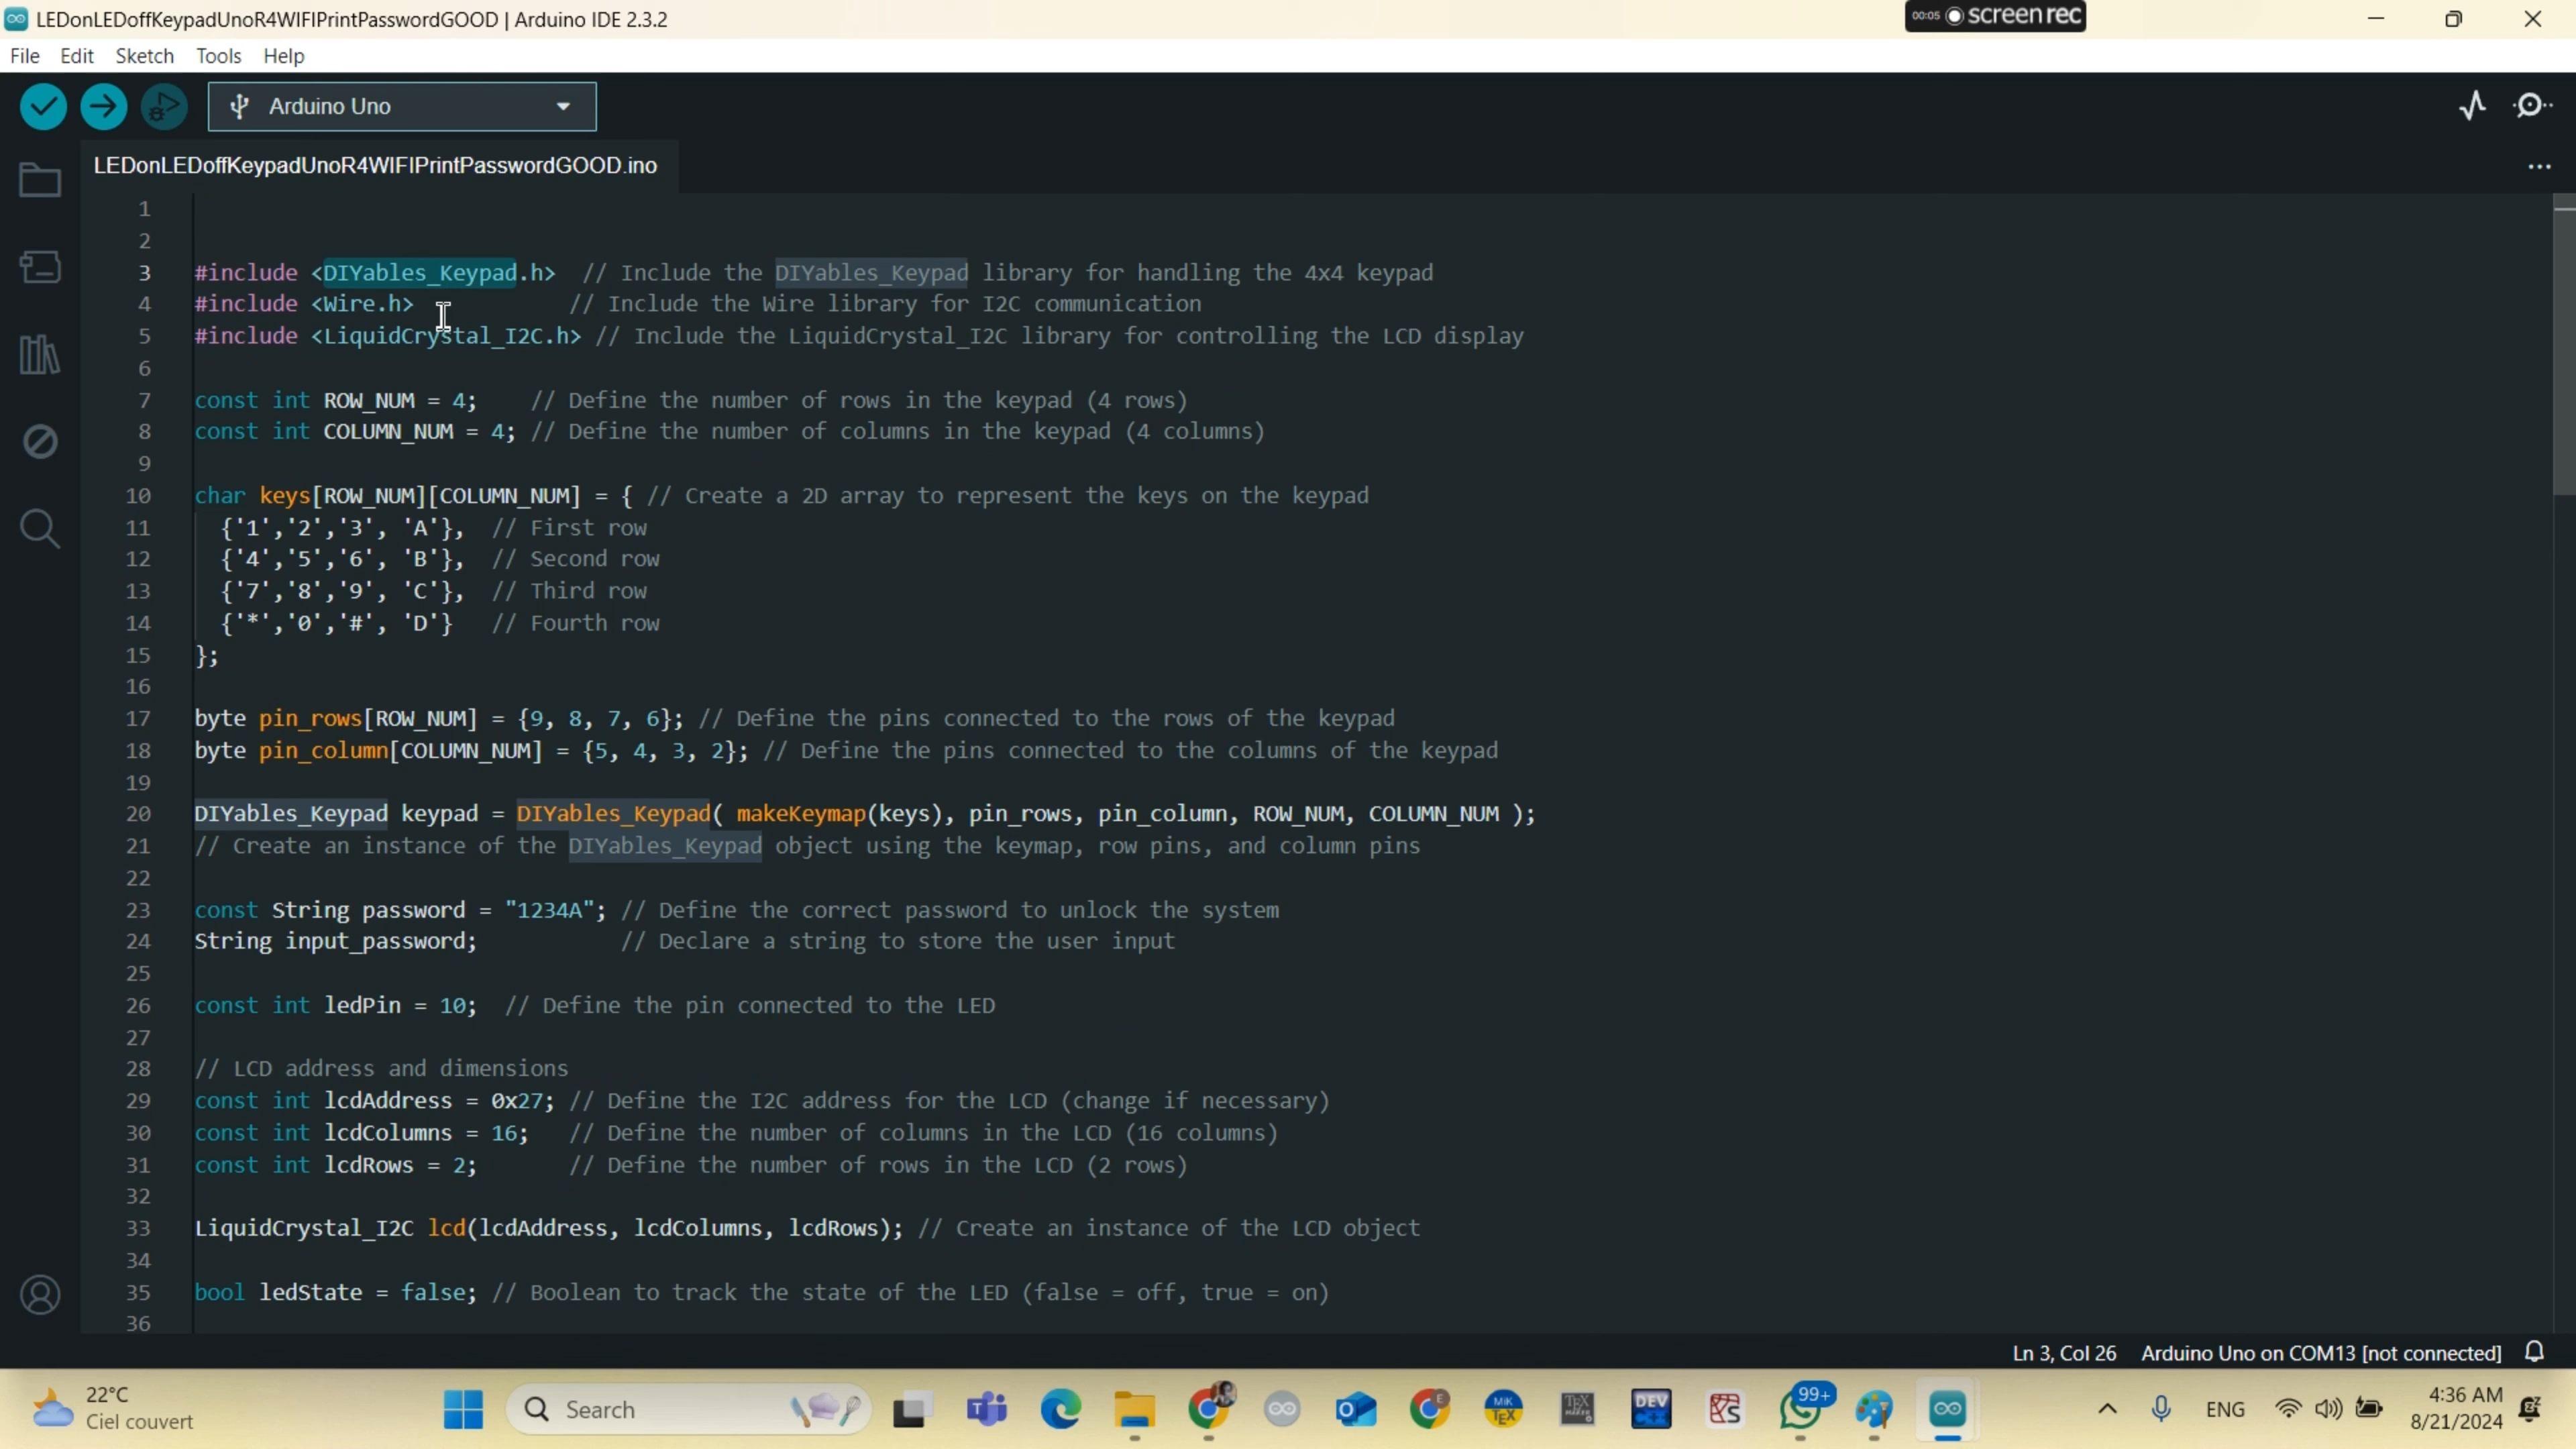 LEDonLEDoffKeypadUnoR4WIFIPrintPasswordGOOD | Arduino IDE 2.3.2
00:05 screen rec
File Edit Sketch Tools Help
Arduino Uno
LEDonLEDoffKeypadUnoR4WIFIPrintPasswordGOOD.ino
1
2
3 #include <DIYables_Keypad.h>  // Include the DIYables_Keypad library for handling the 4x4 keypad
4 #include <Wire.h>            // Include the Wire library for I2C communication
5 #include <LiquidCrystal_I2C.h> // Include the LiquidCrystal_I2C library for controlling the LCD display
6
7 const int ROW_NUM = 4;    // Define the number of rows in the keypad (4 rows)
8 const int COLUMN_NUM = 4; // Define the number of columns in the keypad (4 columns)
9
10 char keys[ROW_NUM][COLUMN_NUM] = { // Create a 2D array to represent the keys on the keypad
11   {'1','2','3', 'A'},  // First row
12   {'4','5','6', 'B'},  // Second row
13   {'7','8','9', 'C'},  // Third row
14   {'*','0','#', 'D'}   // Fourth row
15 };
16
17 byte pin_rows[ROW_NUM] = {9, 8, 7, 6}; // Define the pins connected to the rows of the keypad
18 byte pin_column[COLUMN_NUM] = {5, 4, 3, 2}; // Define the pins connected to the columns of the keypad
19
20 DIYables_Keypad keypad = DIYables_Keypad( makeKeymap(keys), pin_rows, pin_column, ROW_NUM, COLUMN_NUM );
21 // Create an instance of the DIYables_Keypad object using the keymap, row pins, and column pins
22
23 const String password = "1234A"; // Define the correct password to unlock the system
24 String input_password;           // Declare a string to store the user input
25
26 const int ledPin = 10;  // Define the pin connected to the LED
27
28 // LCD address and dimensions
29 const int lcdAddress = 0x27; // Define the I2C address for the LCD (change if necessary)
30 const int lcdColumns = 16;   // Define the number of columns in the LCD (16 columns)
31 const int lcdRows = 2;       // Define the number of rows in the LCD (2 rows)
32
33 LiquidCrystal_I2C lcd(lcdAddress, lcdColumns, lcdRows); // Create an instance of the LCD object
34
35 bool ledState = false; // Boolean to track the state of the LED (false = off, true = on)
36
Ln 3, Col 26 Arduino Uno on COM13 [not connected]
22°C
Ciel couvert
Search
MiK TEX
DEV C++
99+
ENG
4:36 AM
8/21/2024